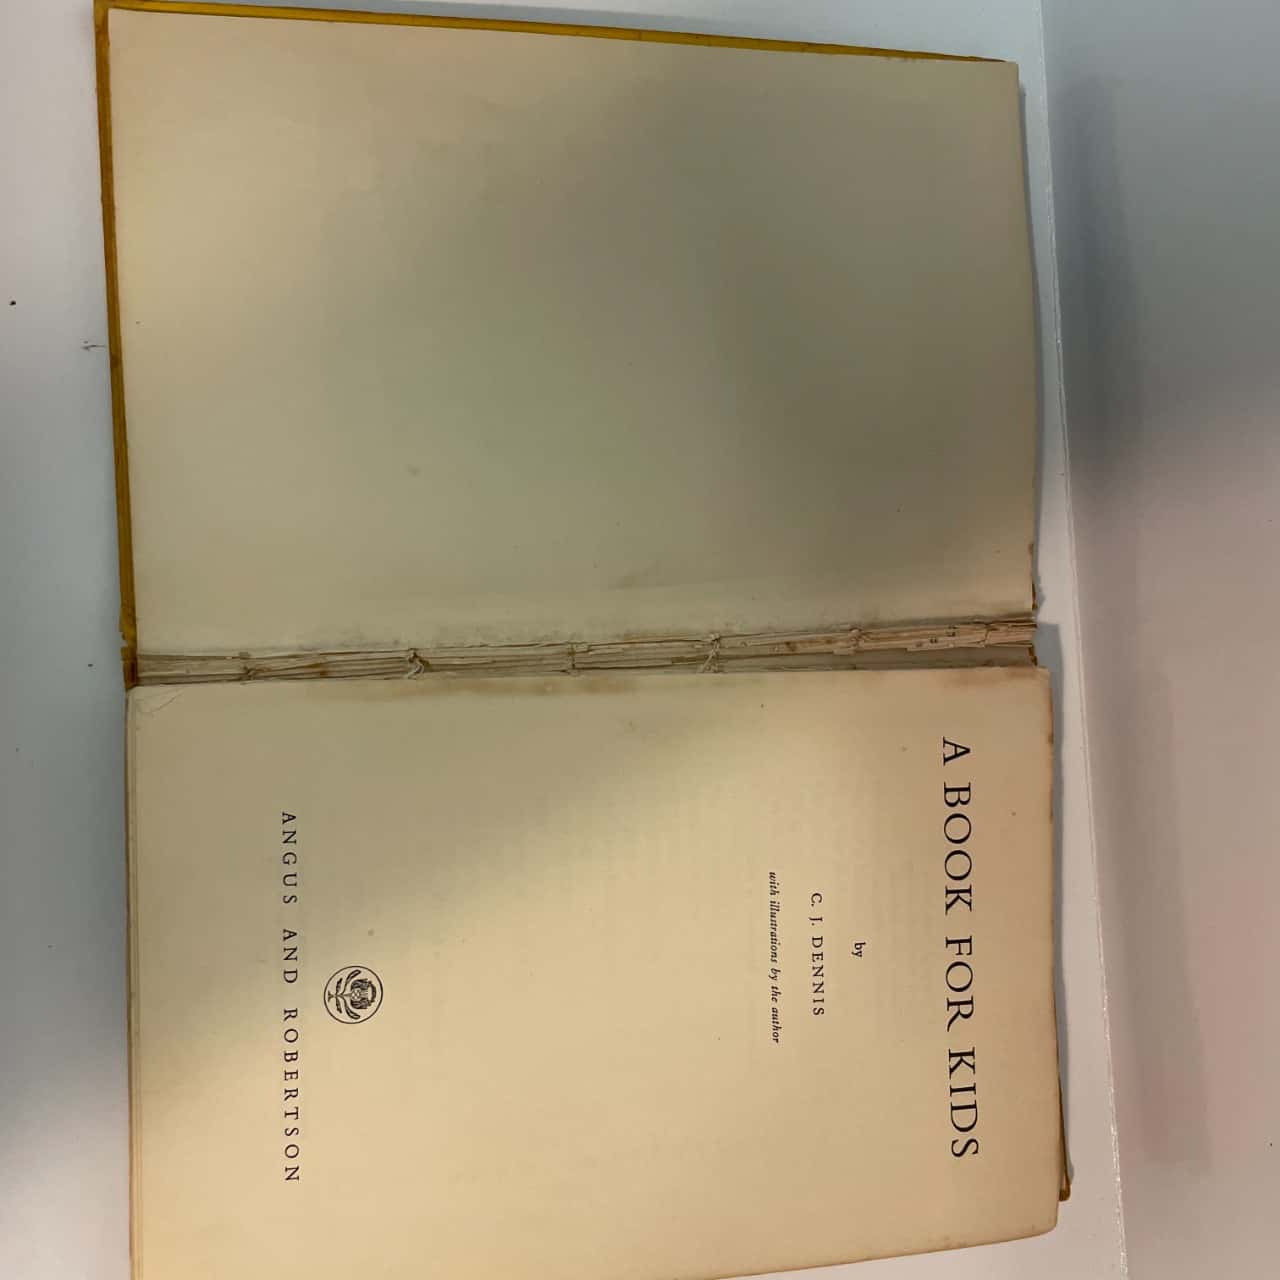 A BOOK FOR KIDS
by
C. J. DENNIS
with illustrations by the author
ANGUS AND ROBERTSON